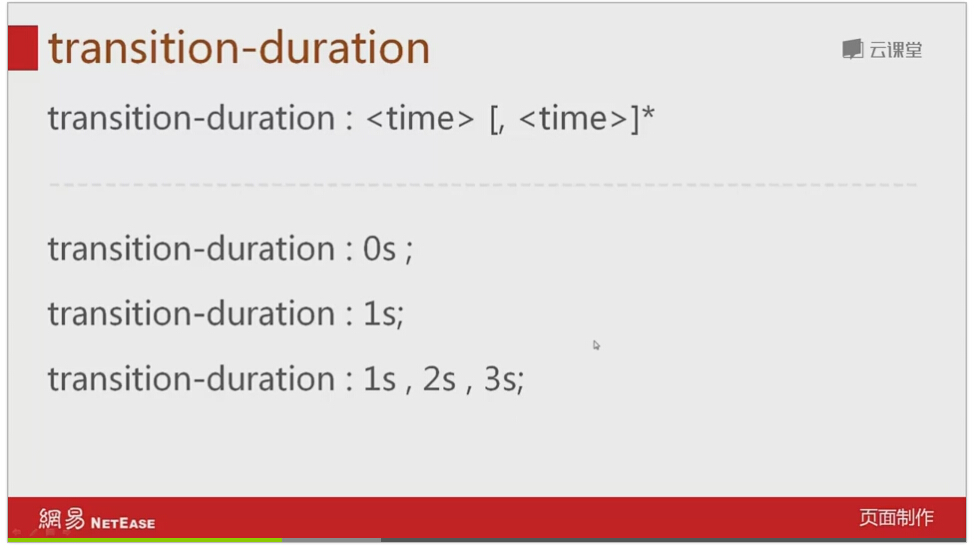 transition-duration
云课堂
transition-duration : <time> [, <time>]*
transition-duration : 0s ;
transition-duration : 1s;
transition-duration : 1s , 2s , 3s;
網易 NETEASE
页面制作